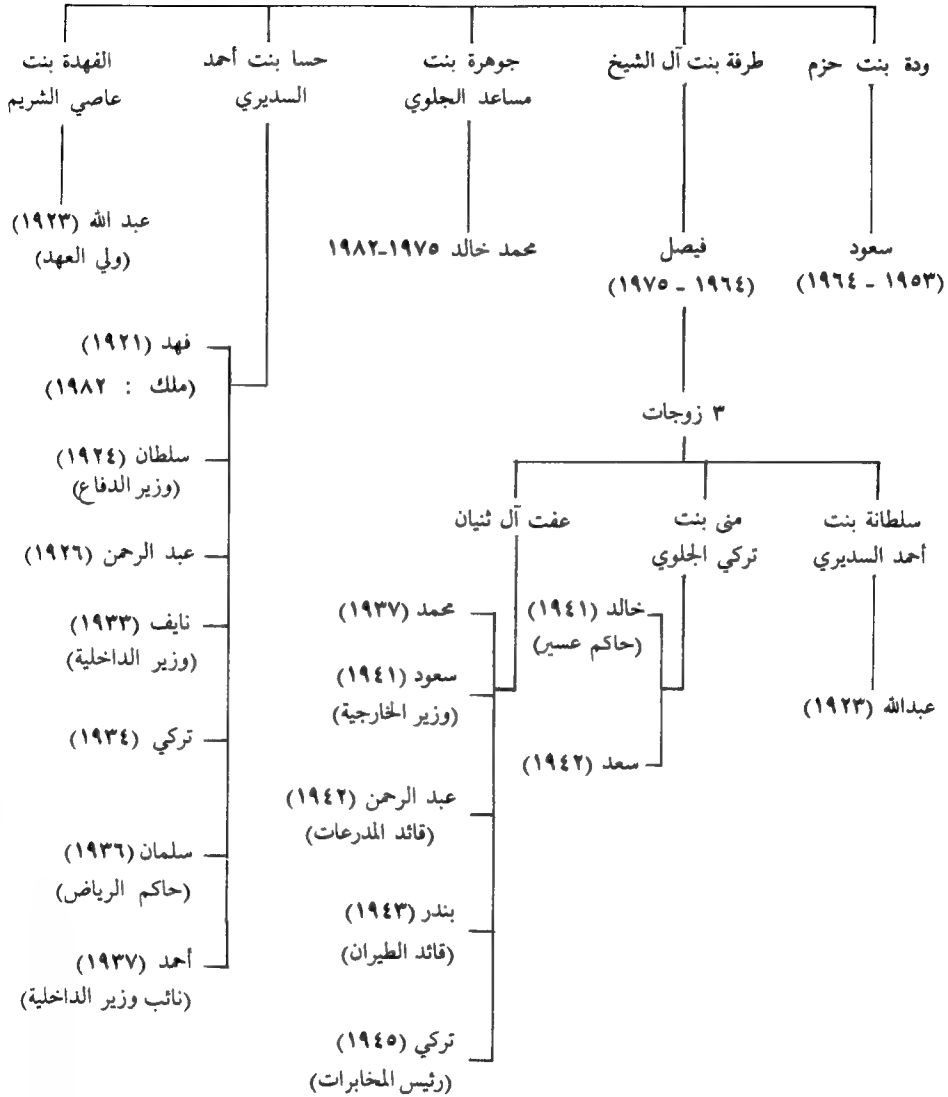 ودة بنت حزم
طرفة بنت آل الشيخ
جوهرة بنت
مساعد الجلوي
حسا بنت أحمد
السديري
الفهدة بنت
عاصي الشريم
سعود
(١٩٥٣ - ١٩٦٤)
فيصل
(١٩٦٤ - ١٩٧٥)
محمد خالد ١٩٧٥-١٩٨٢
عبد الله (١٩٢٣)
(ولي العهد)
٣ زوجات
سلطانة بنت
أحمد السديري
منى بنت
تركي الجلوي
عفت آل ثنيان
عبدالله (١٩٢٣)
خالد (١٩٤١)
(حاكم عسير)
سعد (١٩٤٢)
محمد (١٩٣٧)
سعود (١٩٤١)
(وزير الخارجية)
عبد الرحمن (١٩٤٢)
(قائد المدرعات)
بندر (١٩٤٣)
(قائد الطيران)
تركي (١٩٤٥)
(رئيس المخابرات)
فهد (١٩٢١)
(ملك : ١٩٨٢)
سلطان (١٩٢٤)
(وزير الدفاع)
عبد الرحمن (١٩٢٦)
نايف (١٩٣٣)
(وزير الداخلية)
تركي (١٩٣٤)
سلمان (١٩٣٦)
(حاكم الرياض)
أحمد (١٩٣٧)
(نائب وزير الداخلية)